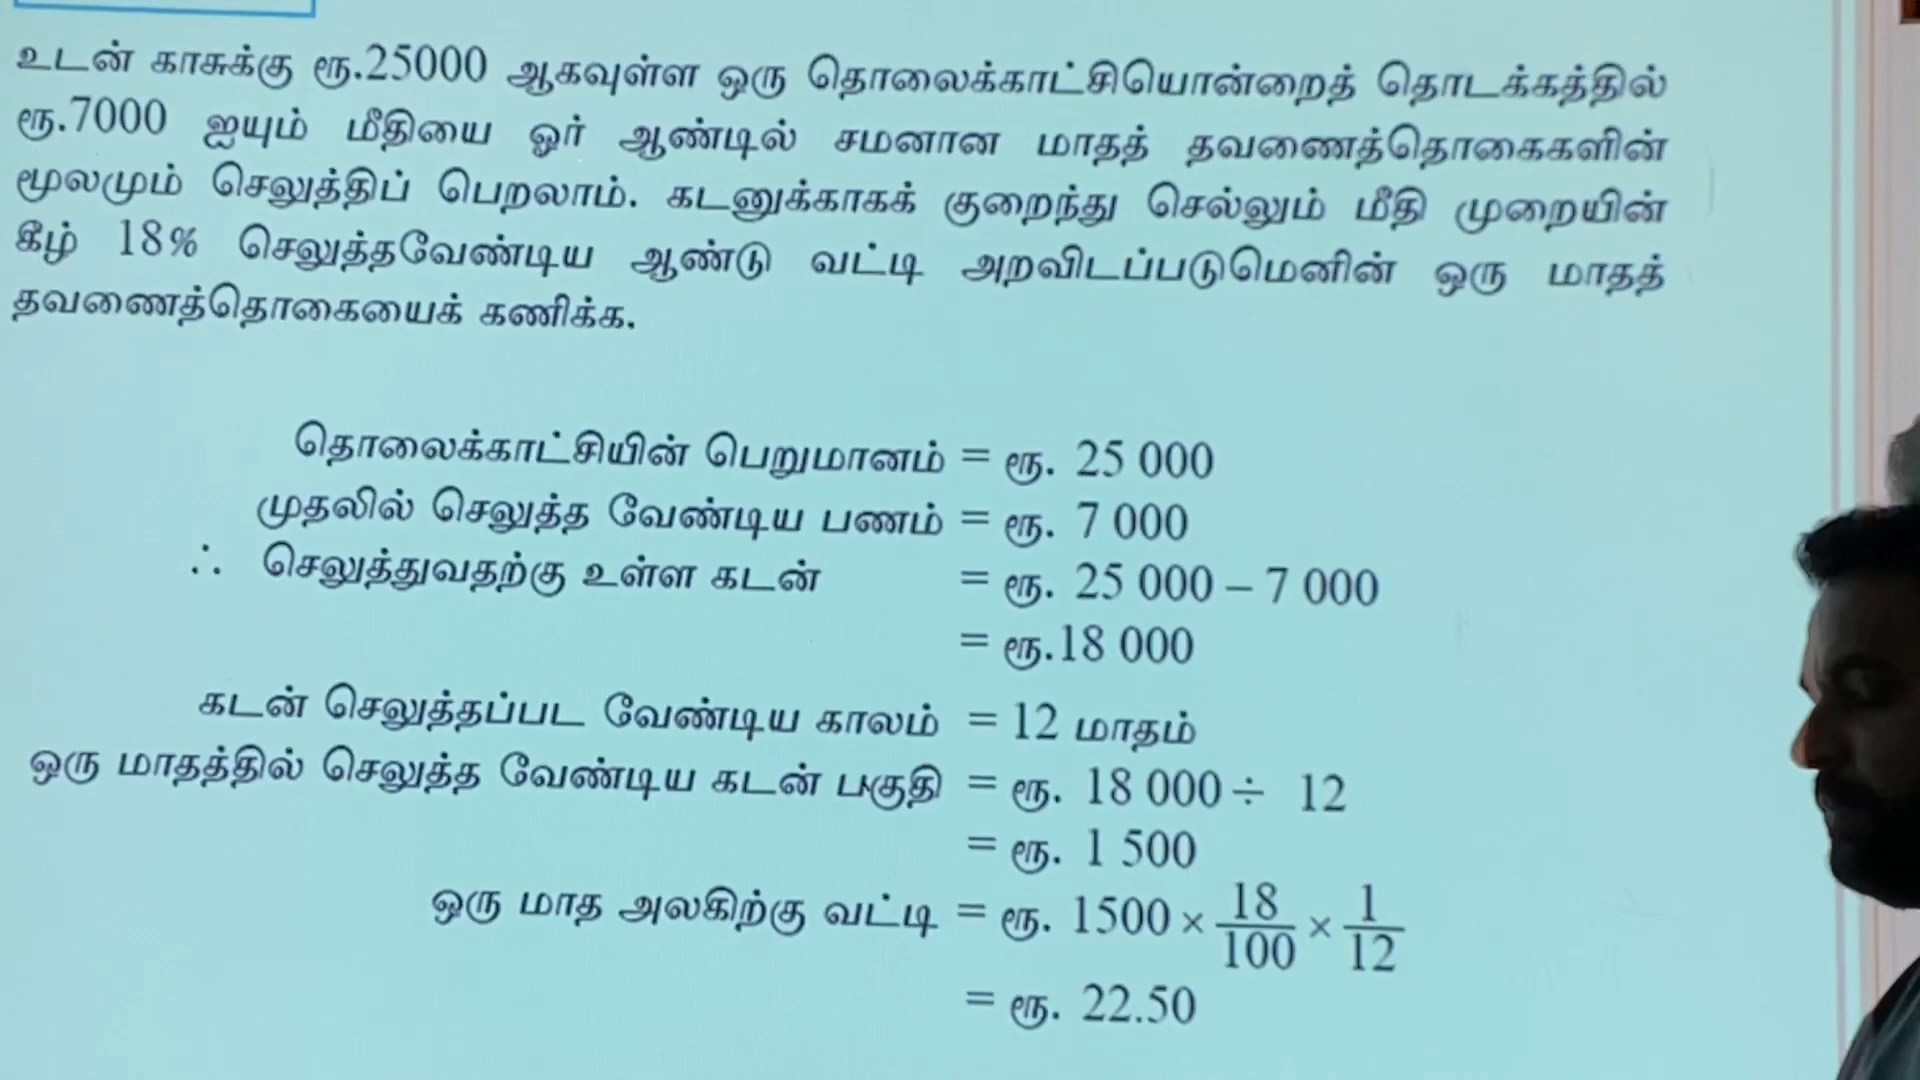 உடன் காசுக்கு ரூ.25000 ஆகவுள்ள ஒரு தொலைக்காட்சியொன்றைத் தொடக்கத்தில்
ரூ.7000 ஐயும் மீதியை ஓர் ஆண்டில் சமனான மாதத் தவணைத்தொகைகளின்
மூலமும் செலுத்திப் பெறலாம். கடனுக்காகக் குறைந்து செல்லும் மீதி முறையின்
கீழ் 18% செலுத்தவேண்டிய ஆண்டு வட்டி அறவிடப்படுமெனின் ஒரு மாதத்
தவணைத்தொகையைக் கணிக்க.
தொலைக்காட்சியின் பெறுமானம் = ரூ. 25 000
முதலில் செலுத்த வேண்டிய பணம் = ரூ. 7 000
∴ செலுத்துவதற்கு உள்ள கடன் = ரூ. 25 000 – 7 000
= ரூ.18 000
கடன் செலுத்தப்பட வேண்டிய காலம் = 12 மாதம்
ஒரு மாதத்தில் செலுத்த வேண்டிய கடன் பகுதி = ரூ. 18 000 ÷ 12
= ரூ. 1 500
ஒரு மாத அலகிற்கு வட்டி = ரூ. 1500 × 18/100 × 1/12
= ரூ. 22.50